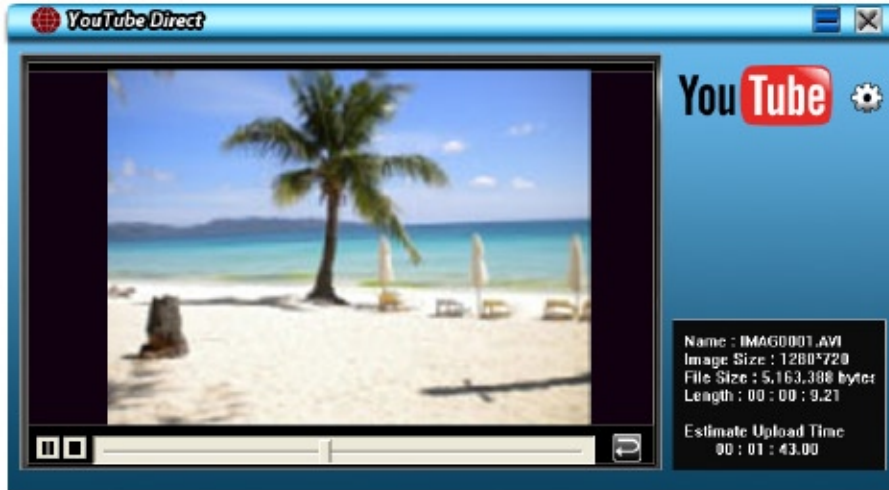 YouTube Direct
YouTube
Name : IMAG0001.AVI
Image Size : 1280*720
File Size : 5,163,388 bytes
Length : 00 : 00 : 9.21
Estimate Upload Time
00 : 01 : 43.00